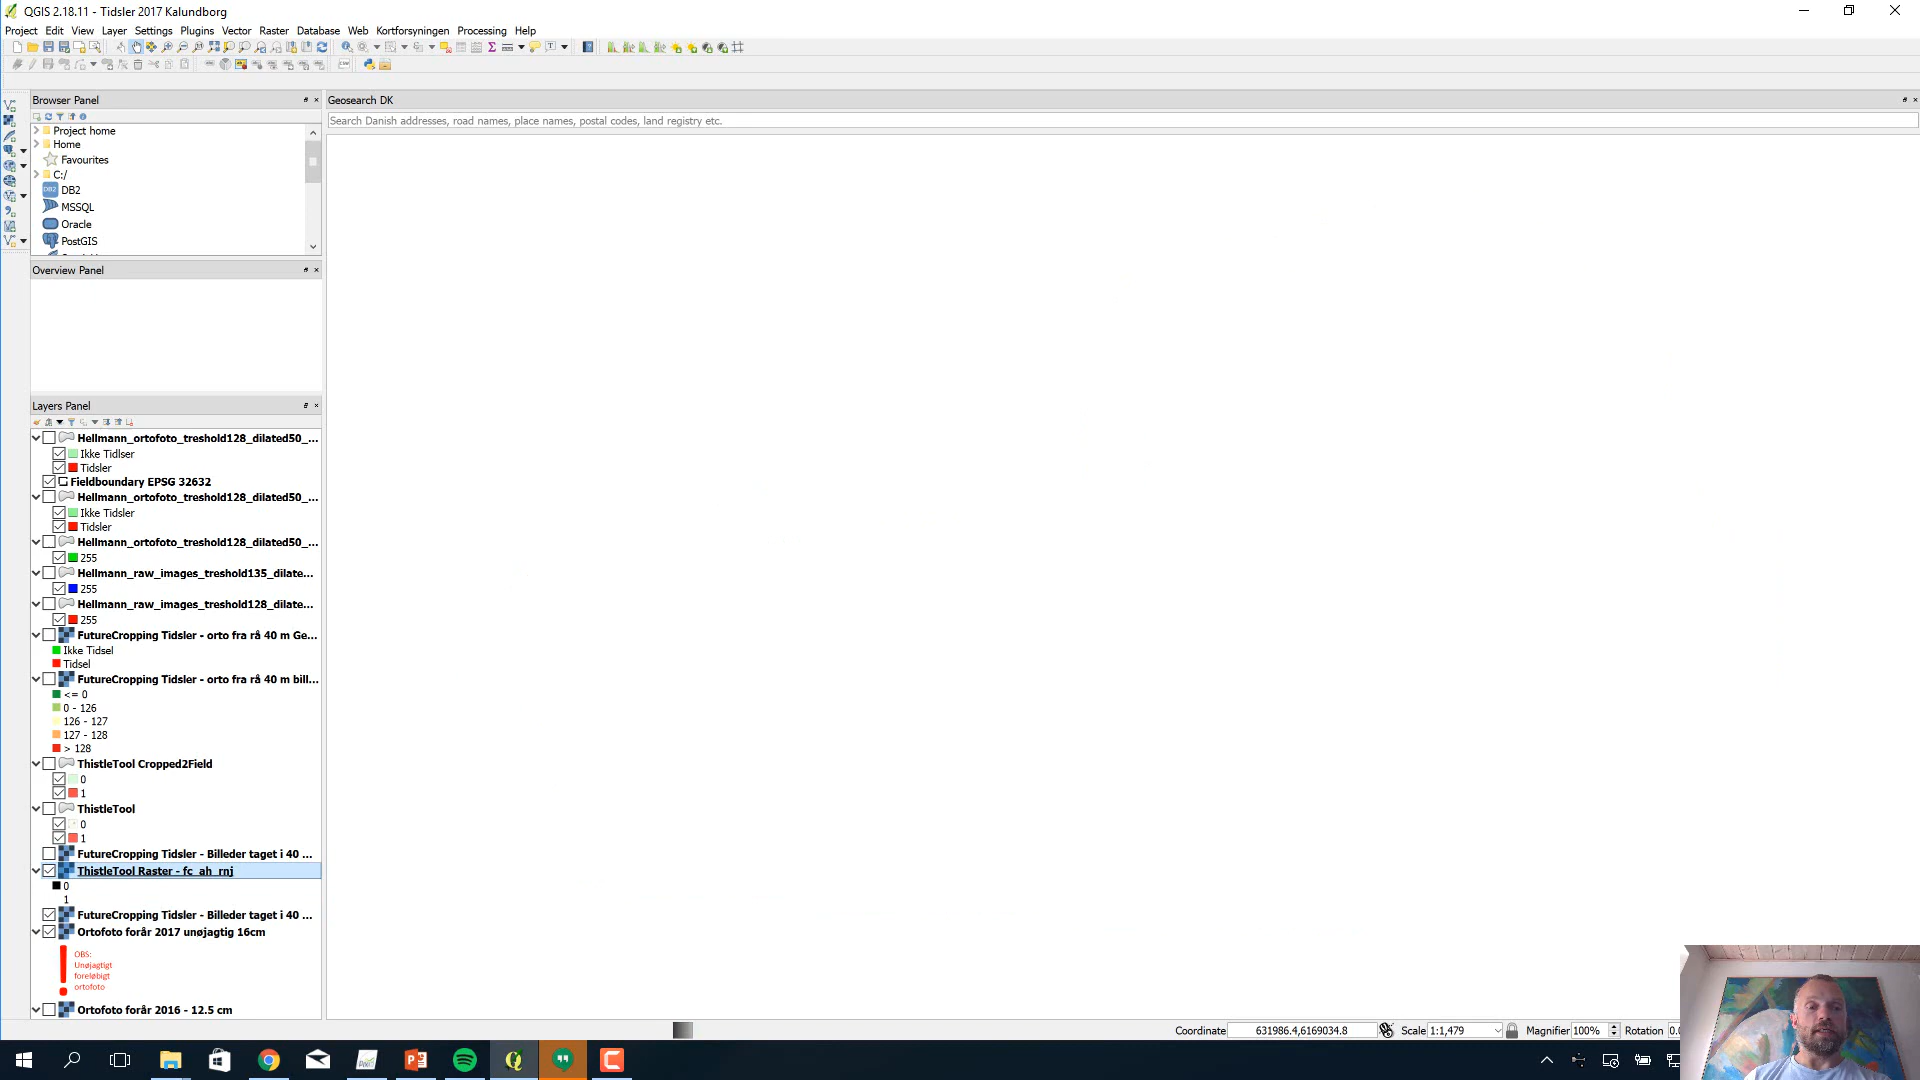 QGIS 2.18.11 - Tidsler 2017 Kalundborg
Project Edit View Layer Settings Plugins Vector Raster Database Web Kortforsyningen Processing Help
Browser Panel
Project home
Home
Favourites
C:/
DB2
MSSQL
Oracle
PostGIS
Overview Panel
Layers Panel
Hellmann_ortofoto_treshold128_dilated50_...
Ikke Tidlser
Tidsler
Fieldboundary EPSG 32632
Hellmann_ortofoto_treshold128_dilated50_...
Ikke Tidsler
Tidsler
Hellmann_ortofoto_treshold128_dilated50_...
255
Hellmann_raw_images_treshold135_dilate...
255
Hellmann_raw_images_treshold128_dilate...
255
FutureCropping Tidsler - orto fra rå 40 m Ge...
Ikke Tidsel
Tidsel
FutureCropping Tidsler - orto fra rå 40 m bill...
<= 0
0 - 126
126 - 127
127 - 128
> 128
ThistleTool Cropped2Field
0
1
ThistleTool
0
1
FutureCropping Tidsler - Billeder taget i 40 ...
ThistleTool Raster - fc_ah_rnj
0
1
FutureCropping Tidsler - Billeder taget i 40 ...
Ortofoto forår 2017 unøjagtig 16cm
OBS:
Unøjagtigt
foreløbigt
ortofoto
Ortofoto forår 2016 - 12.5 cm
Geosearch DK
Search Danish addresses, road names, place names, postal codes, land registry etc.
Coordinate 631986.4,6169034.8 Scale 1:1,479 Magnifier 100% Rotation 0.0